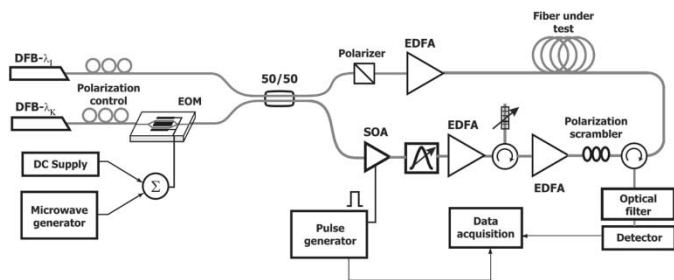 DFB-λI
Polarization
control
EOM
DFB-λK
DC Supply
Σ
Microwave
generator
50/50
Polarizer
EDFA
Fiber under
test
SOA
EDFA
EDFA
Polarization
scrambler
Pulse
generator
Data
acquisition
Optical
filter
Detector